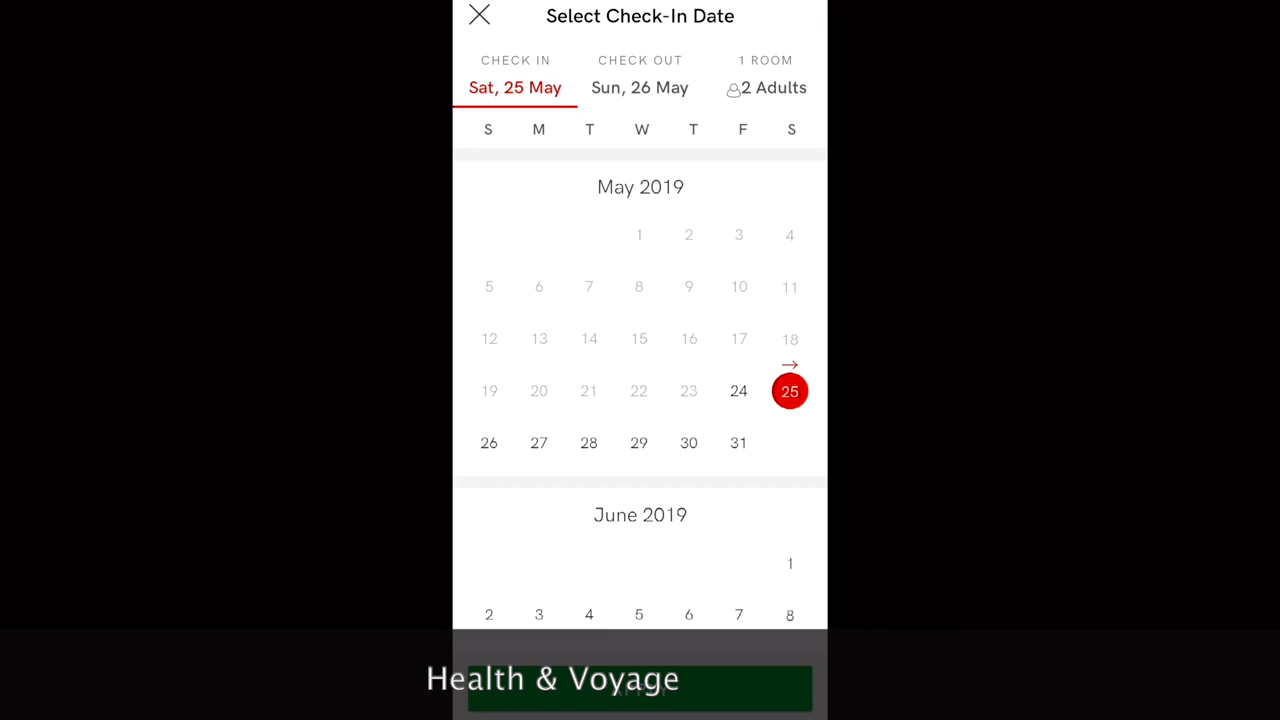 Select Check-In Date
CHECK IN CHECK OUT 1 ROOM
Sat, 25 May Sun, 26 May 2 Adults
S M T W T F S
May 2019
1 2 3 4
5 6 7 8 9 10 11
12 13 14 15 16 17 18
19 20 21 22 23 24 25
26 27 28 29 30 31
June 2019
1
2 3 4 5 6 7 8
Health & Voyage